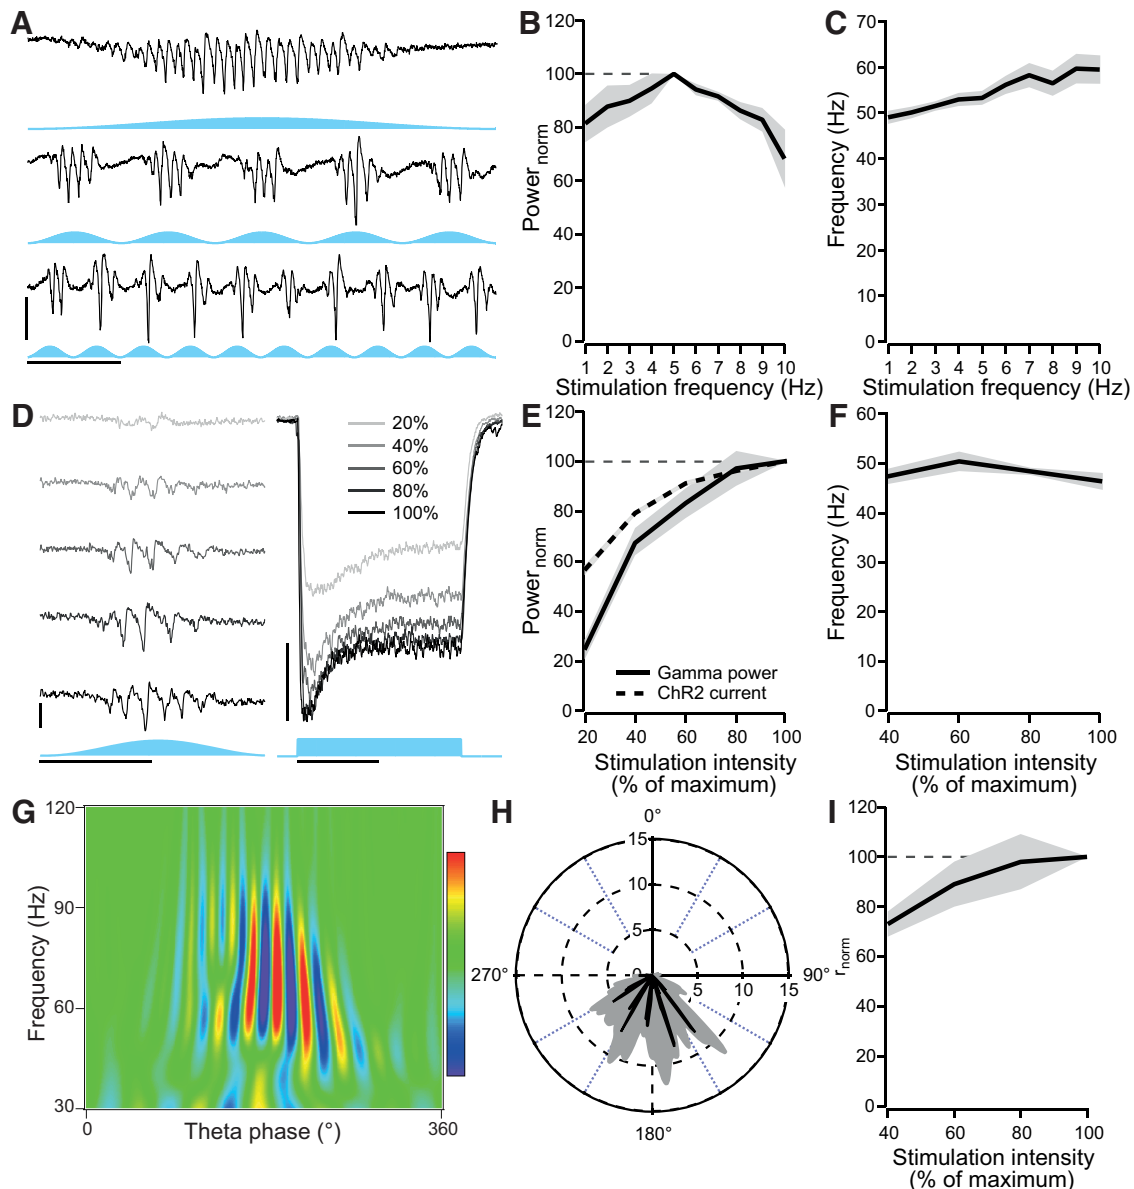 A
B
120
100
80
60
40
20
0
Power norm
1 2 3 4 5 6 7 8 9 10
Stimulation frequency (Hz)
C
70
60
50
40
30
20
10
0
Frequency (Hz)
1 2 3 4 5 6 7 8 9 10
Stimulation frequency (Hz)
D
20%
40%
60%
80%
100%
E
120
100
80
60
40
20
0
Power norm
Gamma power
ChR2 current
20 40 60 80 100
Stimulation intensity
(% of maximum)
F
60
50
40
30
20
10
0
Frequency (Hz)
40 60 80 100
Stimulation intensity
(% of maximum)
G
120
90
60
30
Frequency (Hz)
0 360
Theta phase (°)
H
0°
15
10
5
0
5 10 15
90°
180°
270°
I
120
100
80
60
40
20
0
r norm
40 60 80 100
Stimulation intensity
(% of maximum)